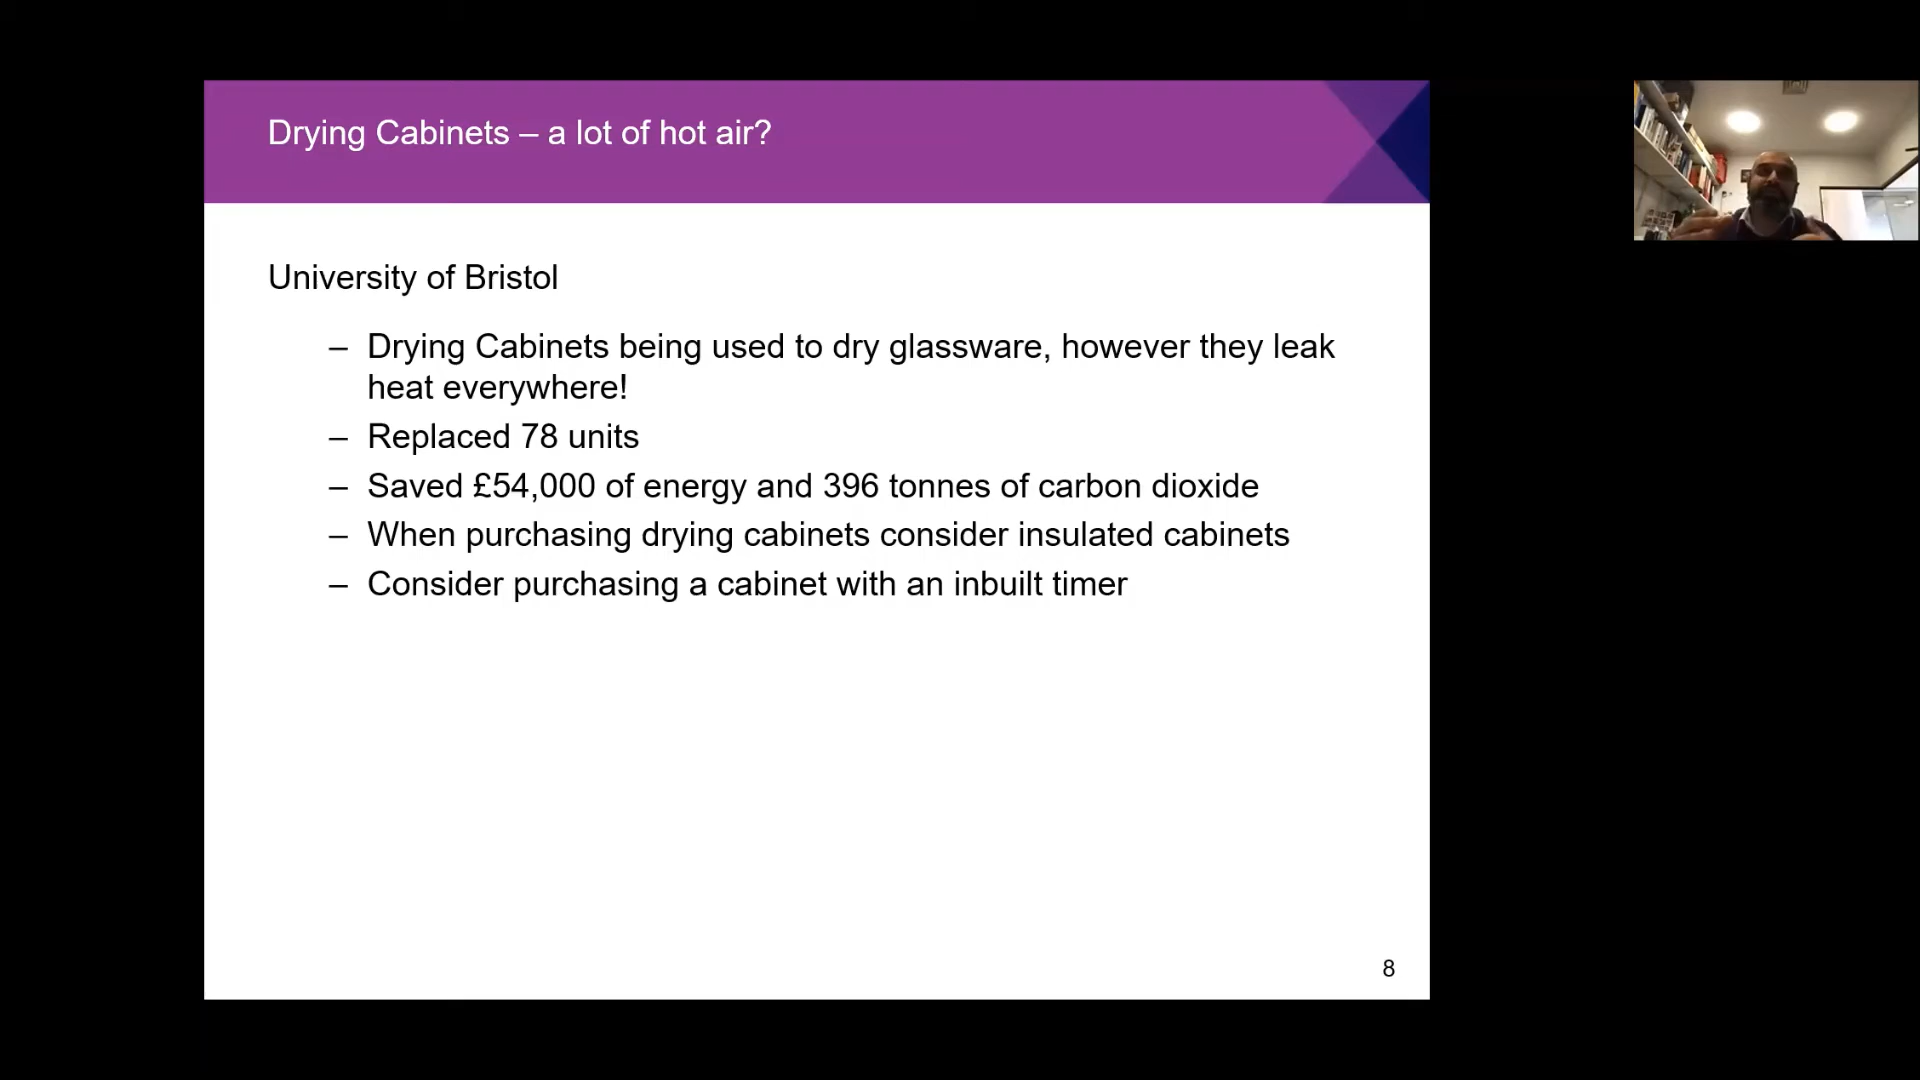 Drying Cabinets – a lot of hot air?
University of Bristol
– Drying Cabinets being used to dry glassware, however they leak
heat everywhere!
– Replaced 78 units
– Saved £54,000 of energy and 396 tonnes of carbon dioxide
– When purchasing drying cabinets consider insulated cabinets
– Consider purchasing a cabinet with an inbuilt timer
8